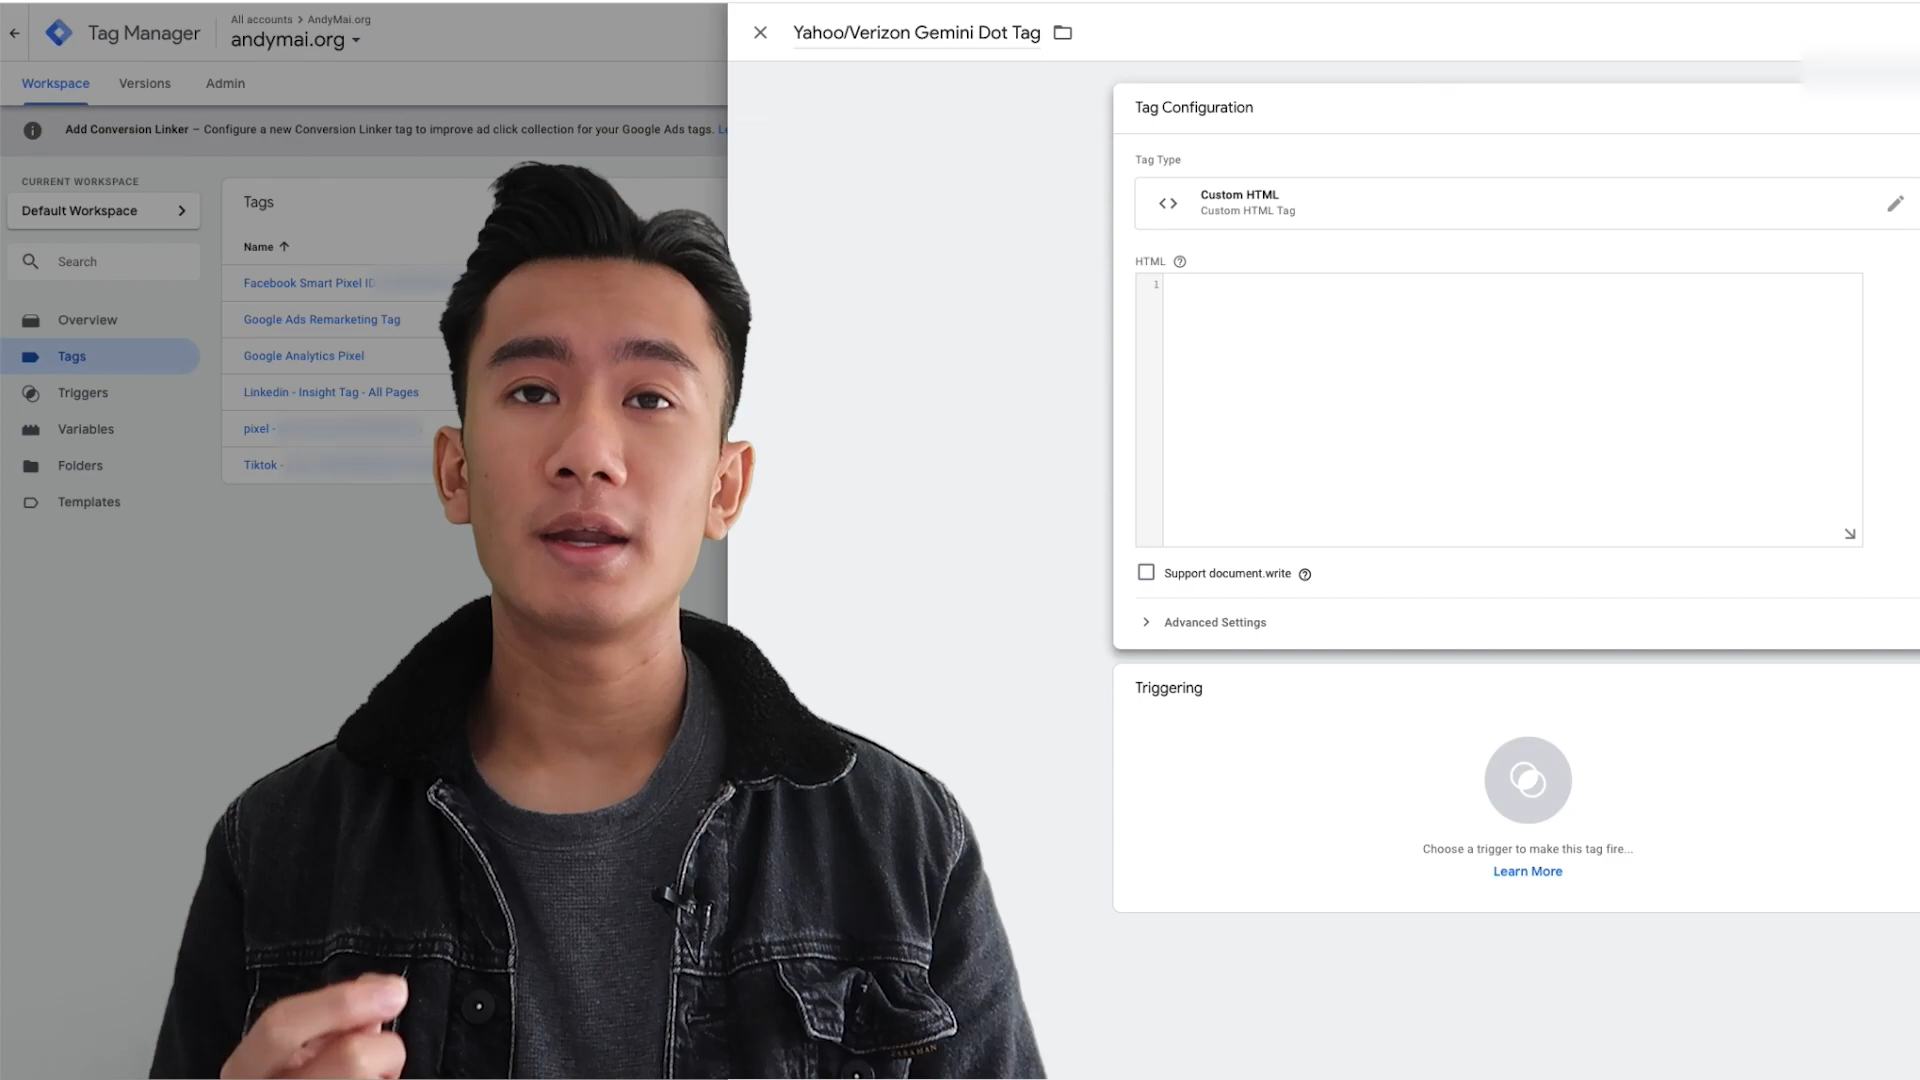 Tag Manager
All accounts > AndyMai.org
andymai.org
Workspace
Versions
Admin
Add Conversion Linker – Configure a new Conversion Linker tag to improve ad click collection for your Google Ads tags.
CURRENT WORKSPACE
Default Workspace
Search
Overview
Tags
Triggers
Variables
Folders
Templates
Tags
Name
Facebook Smart Pixel ID
Google Ads Remarketing Tag
Google Analytics Pixel
Linkedin - Insight Tag - All Pages
pixel -
Tiktok -
Yahoo/Verizon Gemini Dot Tag
Tag Configuration
Tag Type
Custom HTML
Custom HTML Tag
HTML
1
Support document.write
Advanced Settings
Triggering
Choose a trigger to make this tag fire...
Learn More